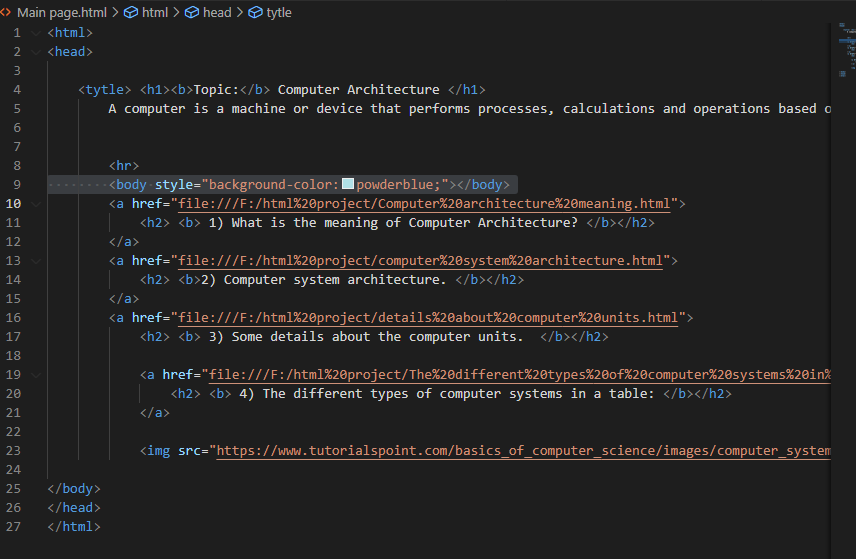 <> Main page.html > html > head > tytle
1 <html>
2 <head>
3
4 <tytle> <h1><b>Topic:</b> Computer Architecture </h1>
5 A computer is a machine or device that performs processes, calculations and operations based o
6
7
8 <hr>
9 <body style="background-color:powderblue;"></body>
10 <a href="file:///F:/html%20project/Computer%20architecture%20meaning.html">
11 <h2> <b> 1) What is the meaning of Computer Architecture? </b></h2>
12 </a>
13 <a href="file:///F:/html%20project/computer%20system%20architecture.html">
14 <h2> <b>2) Computer system architecture. </b></h2>
15 </a>
16 <a href="file:///F:/html%20project/details%20about%20computer%20units.html">
17 <h2> <b> 3) Some details about the computer units.  </b></h2>
18
19 <a href="file:///F:/html%20project/The%20different%20types%20of%20computer%20systems%20in%
20 <h2> <b> 4) The different types of computer systems in a table: </b></h2>
21 </a>
22
23 <img src="https://www.tutorialspoint.com/basics_of_computer_science/images/computer_system
24
25 </body>
26 </head>
27 </html>